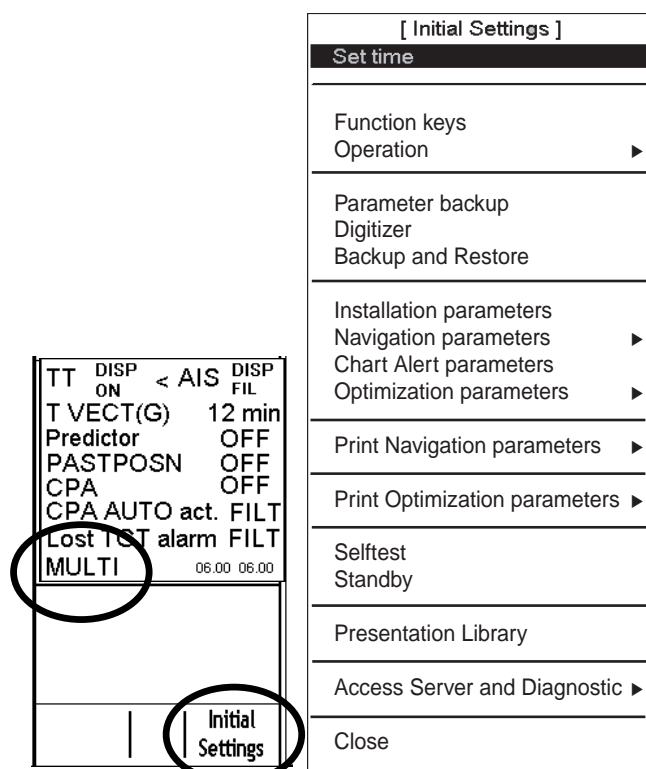 TT DISP ON < AIS DISP FIL
T VECT(G) 12 min
Predictor OFF
PASTPOSN OFF
CPA OFF
CPA AUTO act. FILT
Lost TGT alarm FILT
MULTI 06.00 06.00
Initial
Settings
[ Initial Settings ]
Set time
Function keys
Operation ▶
Parameter backup
Digitizer
Backup and Restore
Installation parameters
Navigation parameters ▶
Chart Alert parameters
Optimization parameters ▶
Print Navigation parameters ▶
Print Optimization parameters ▶
Selftest
Standby
Presentation Library
Access Server and Diagnostic ▶
Close